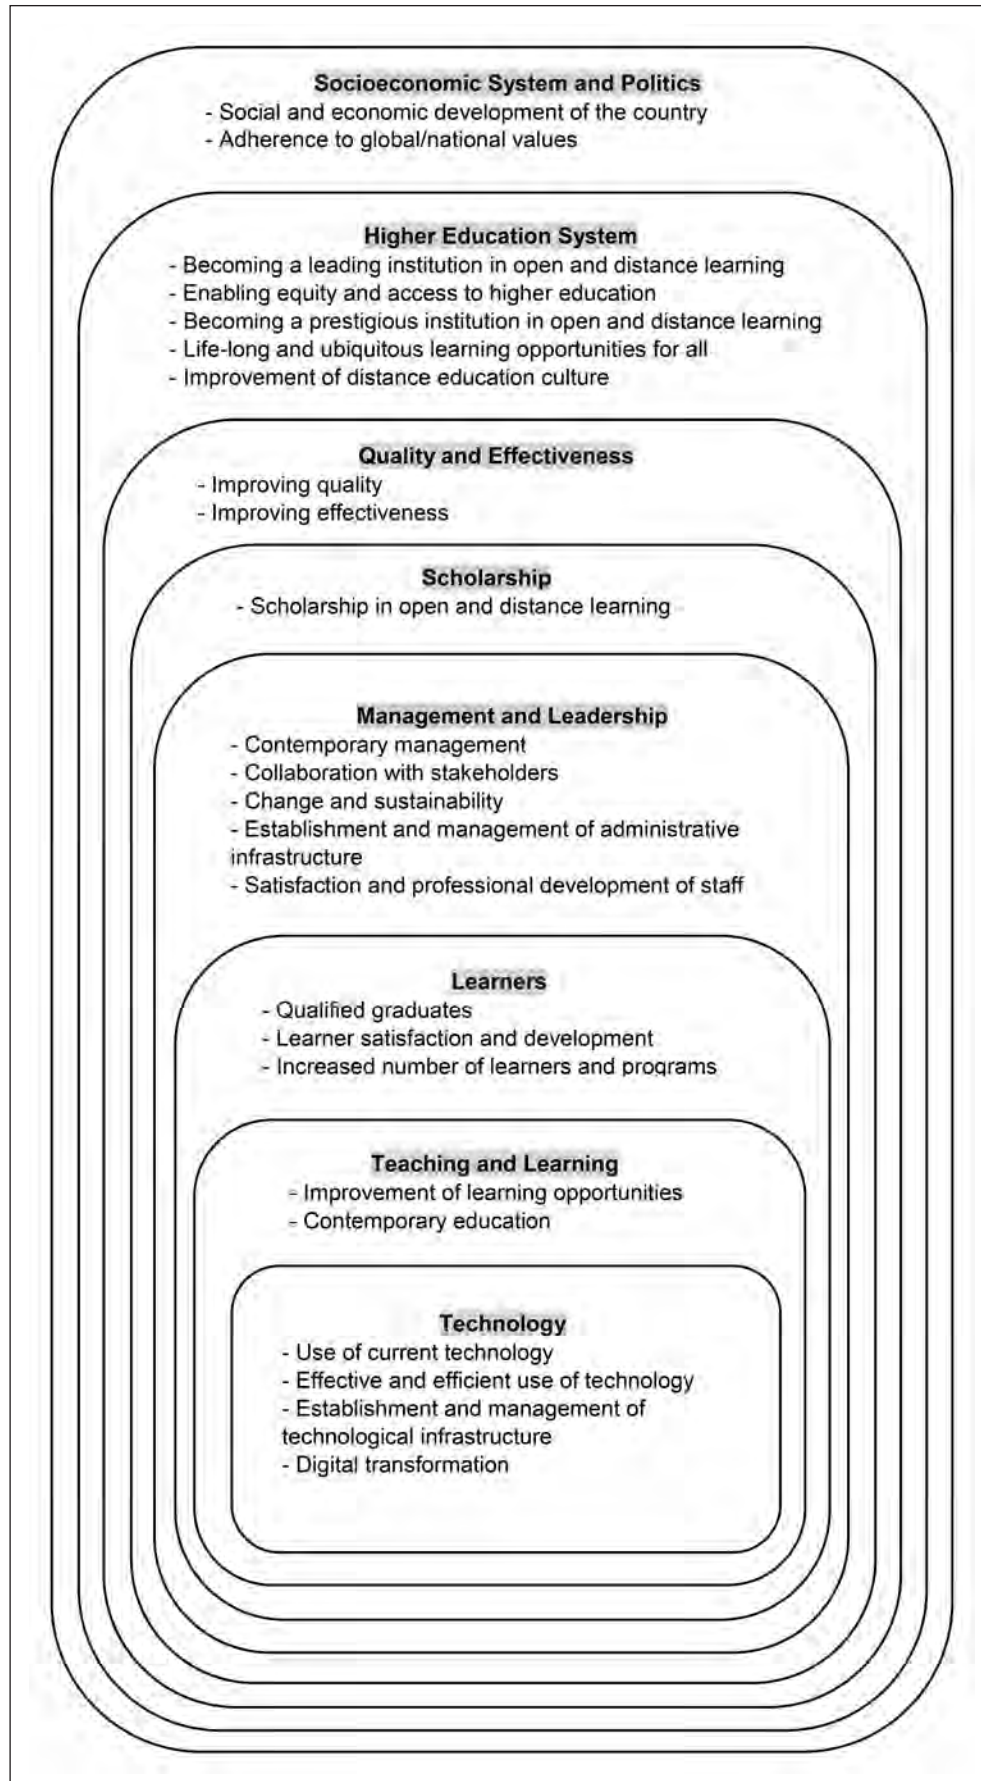 Socioeconomic System and Politics
- Social and economic development of the country
- Adherence to global/national values
Higher Education System
- Becoming a leading institution in open and distance learning
- Enabling equity and access to higher education
- Becoming a prestigious institution in open and distance learning
- Life-long and ubiquitous learning opportunities for all
- Improvement of distance education culture
Quality and Effectiveness
- Improving quality
- Improving effectiveness
Scholarship
- Scholarship in open and distance learning
Management and Leadership
- Contemporary management
- Collaboration with stakeholders
- Change and sustainability
- Establishment and management of administrative
infrastructure
- Satisfaction and professional development of staff
Learners
- Qualified graduates
- Learner satisfaction and development
- Increased number of learners and programs
Teaching and Learning
- Improvement of learning opportunities
- Contemporary education
Technology
- Use of current technology
- Effective and efficient use of technology
- Establishment and management of
technological infrastructure
- Digital transformation